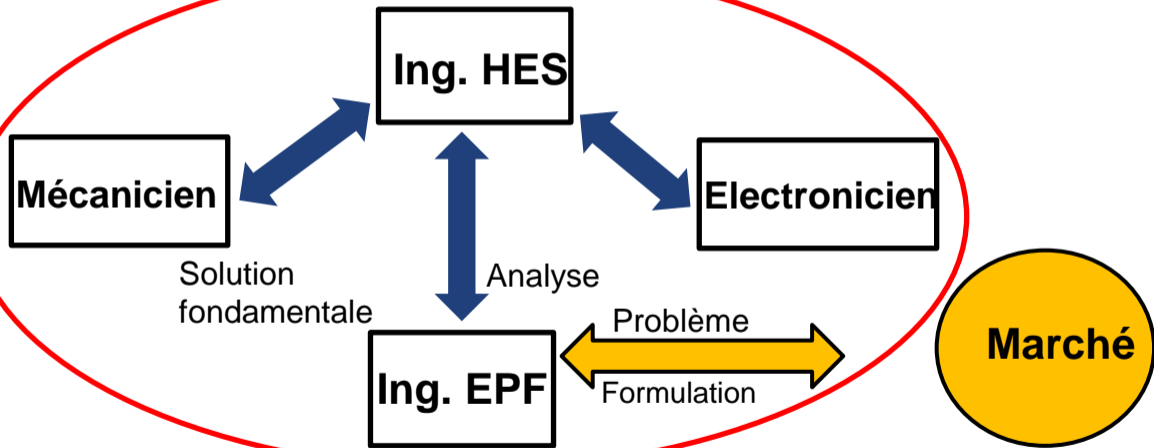 Ing. HES
Mécanicien
Electronicien
Solution
fondamentale
Analyse
Problème
Formulation
Ing. EPF
Marché